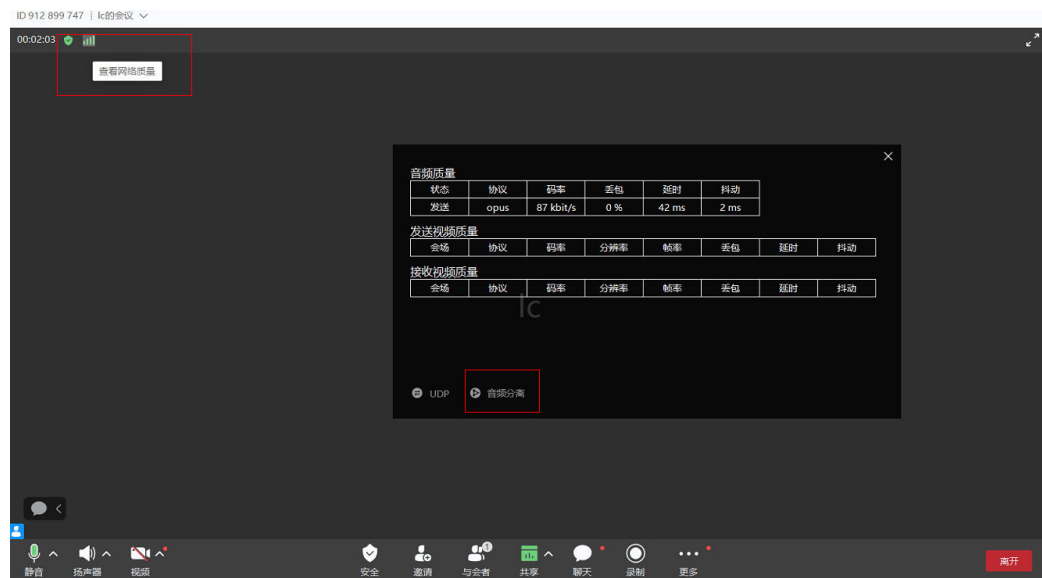 ID 912 899 747 | lc的会议
00:02:03
查看网络质量
音频质量
状态 协议 码率 丢包 延时 抖动
发送 opus 87 kbit/s 0 % 42 ms 2 ms
发送视频质量
会场 协议 码率 分辨率 帧率 丢包 延时 抖动
接收视频质量
会场 协议 码率 分辨率 帧率 丢包 延时 抖动
lc
UDP 音频分离
1
静音 扬声器 视频 安全 邀请 与会者 共享 聊天 录制 更多 离开